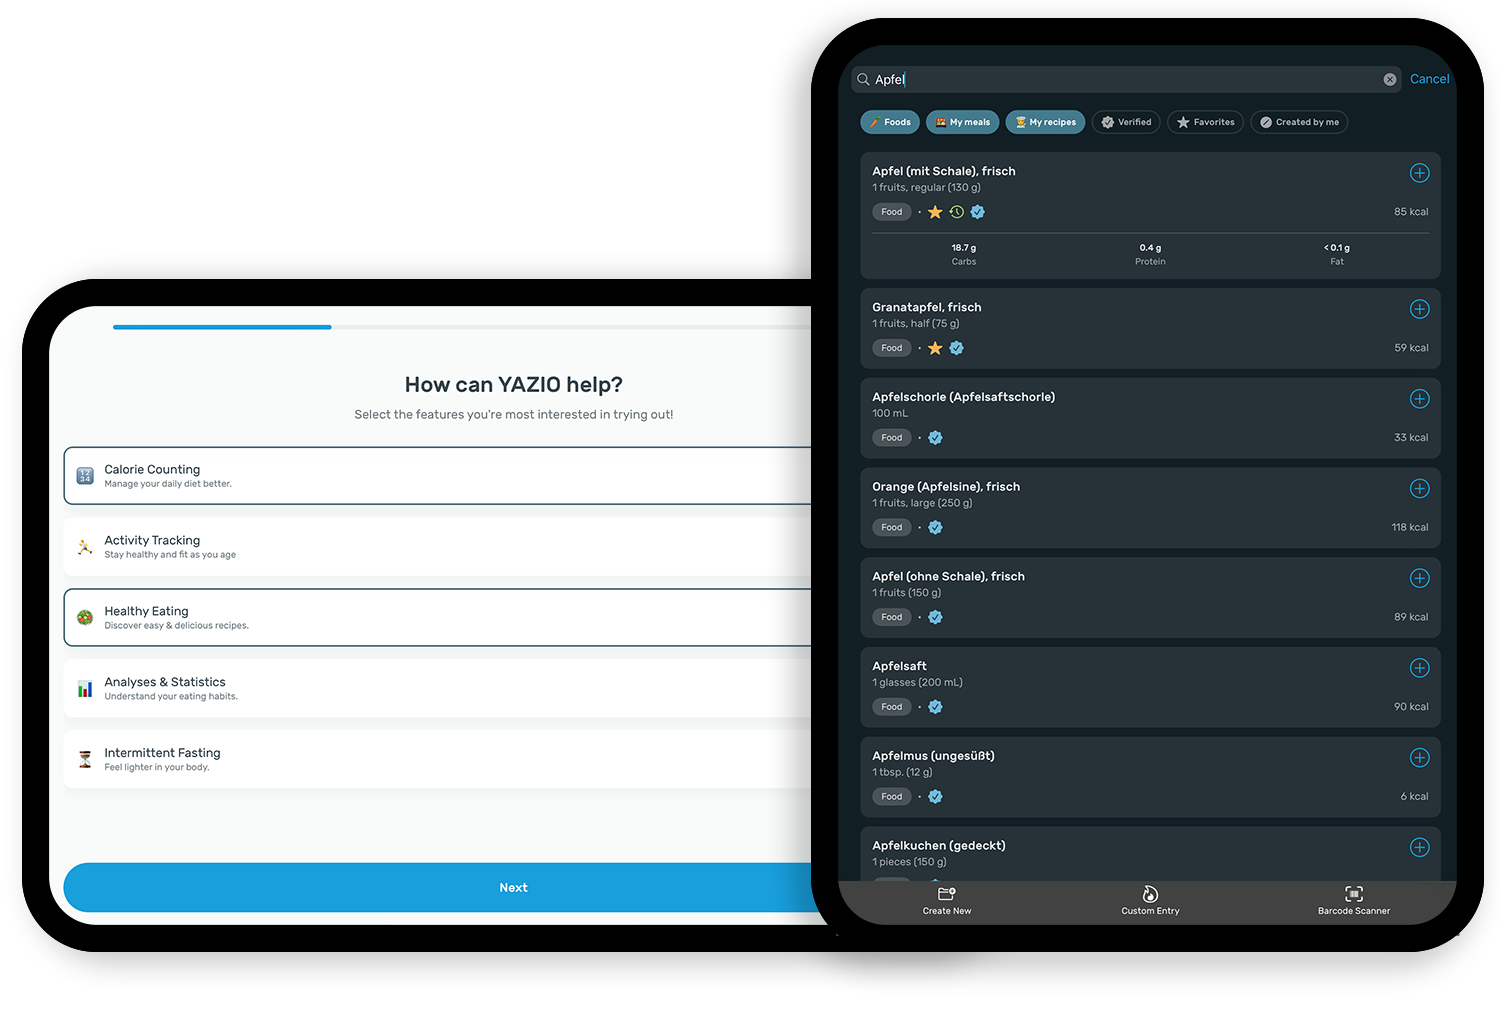 How can YAZIO help?
Select the features you're most interested in trying out!
Calorie Counting
Manage your daily diet better.
Activity Tracking
Stay healthy and fit as you age
Healthy Eating
Discover easy & delicious recipes.
Analyses & Statistics
Understand your eating habits.
Intermittent Fasting
Feel lighter in your body.
Next
Apfel
Cancel
Foods
My meals
My recipes
Verified
Favorites
Created by me
Apfel (mit Schale), frisch
1 fruits, regular (130 g)
Food
85 kcal
18.7 g
Carbs
0.4 g
Protein
< 0.1 g
Fat
Granatapfel, frisch
1 fruits, half (75 g)
Food
59 kcal
Apfelschorle (Apfelsaftschorle)
100 mL
Food
33 kcal
Orange (Apfelsine), frisch
1 fruits, large (250 g)
Food
118 kcal
Apfel (ohne Schale), frisch
1 fruits (150 g)
Food
89 kcal
Apfelsaft
1 glasses (200 mL)
Food
90 kcal
Apfelmus (ungesüßt)
1 tbsp. (12 g)
Food
6 kcal
Apfelkuchen (gedeckt)
1 pieces (150 g)
Create New
Custom Entry
Barcode Scanner